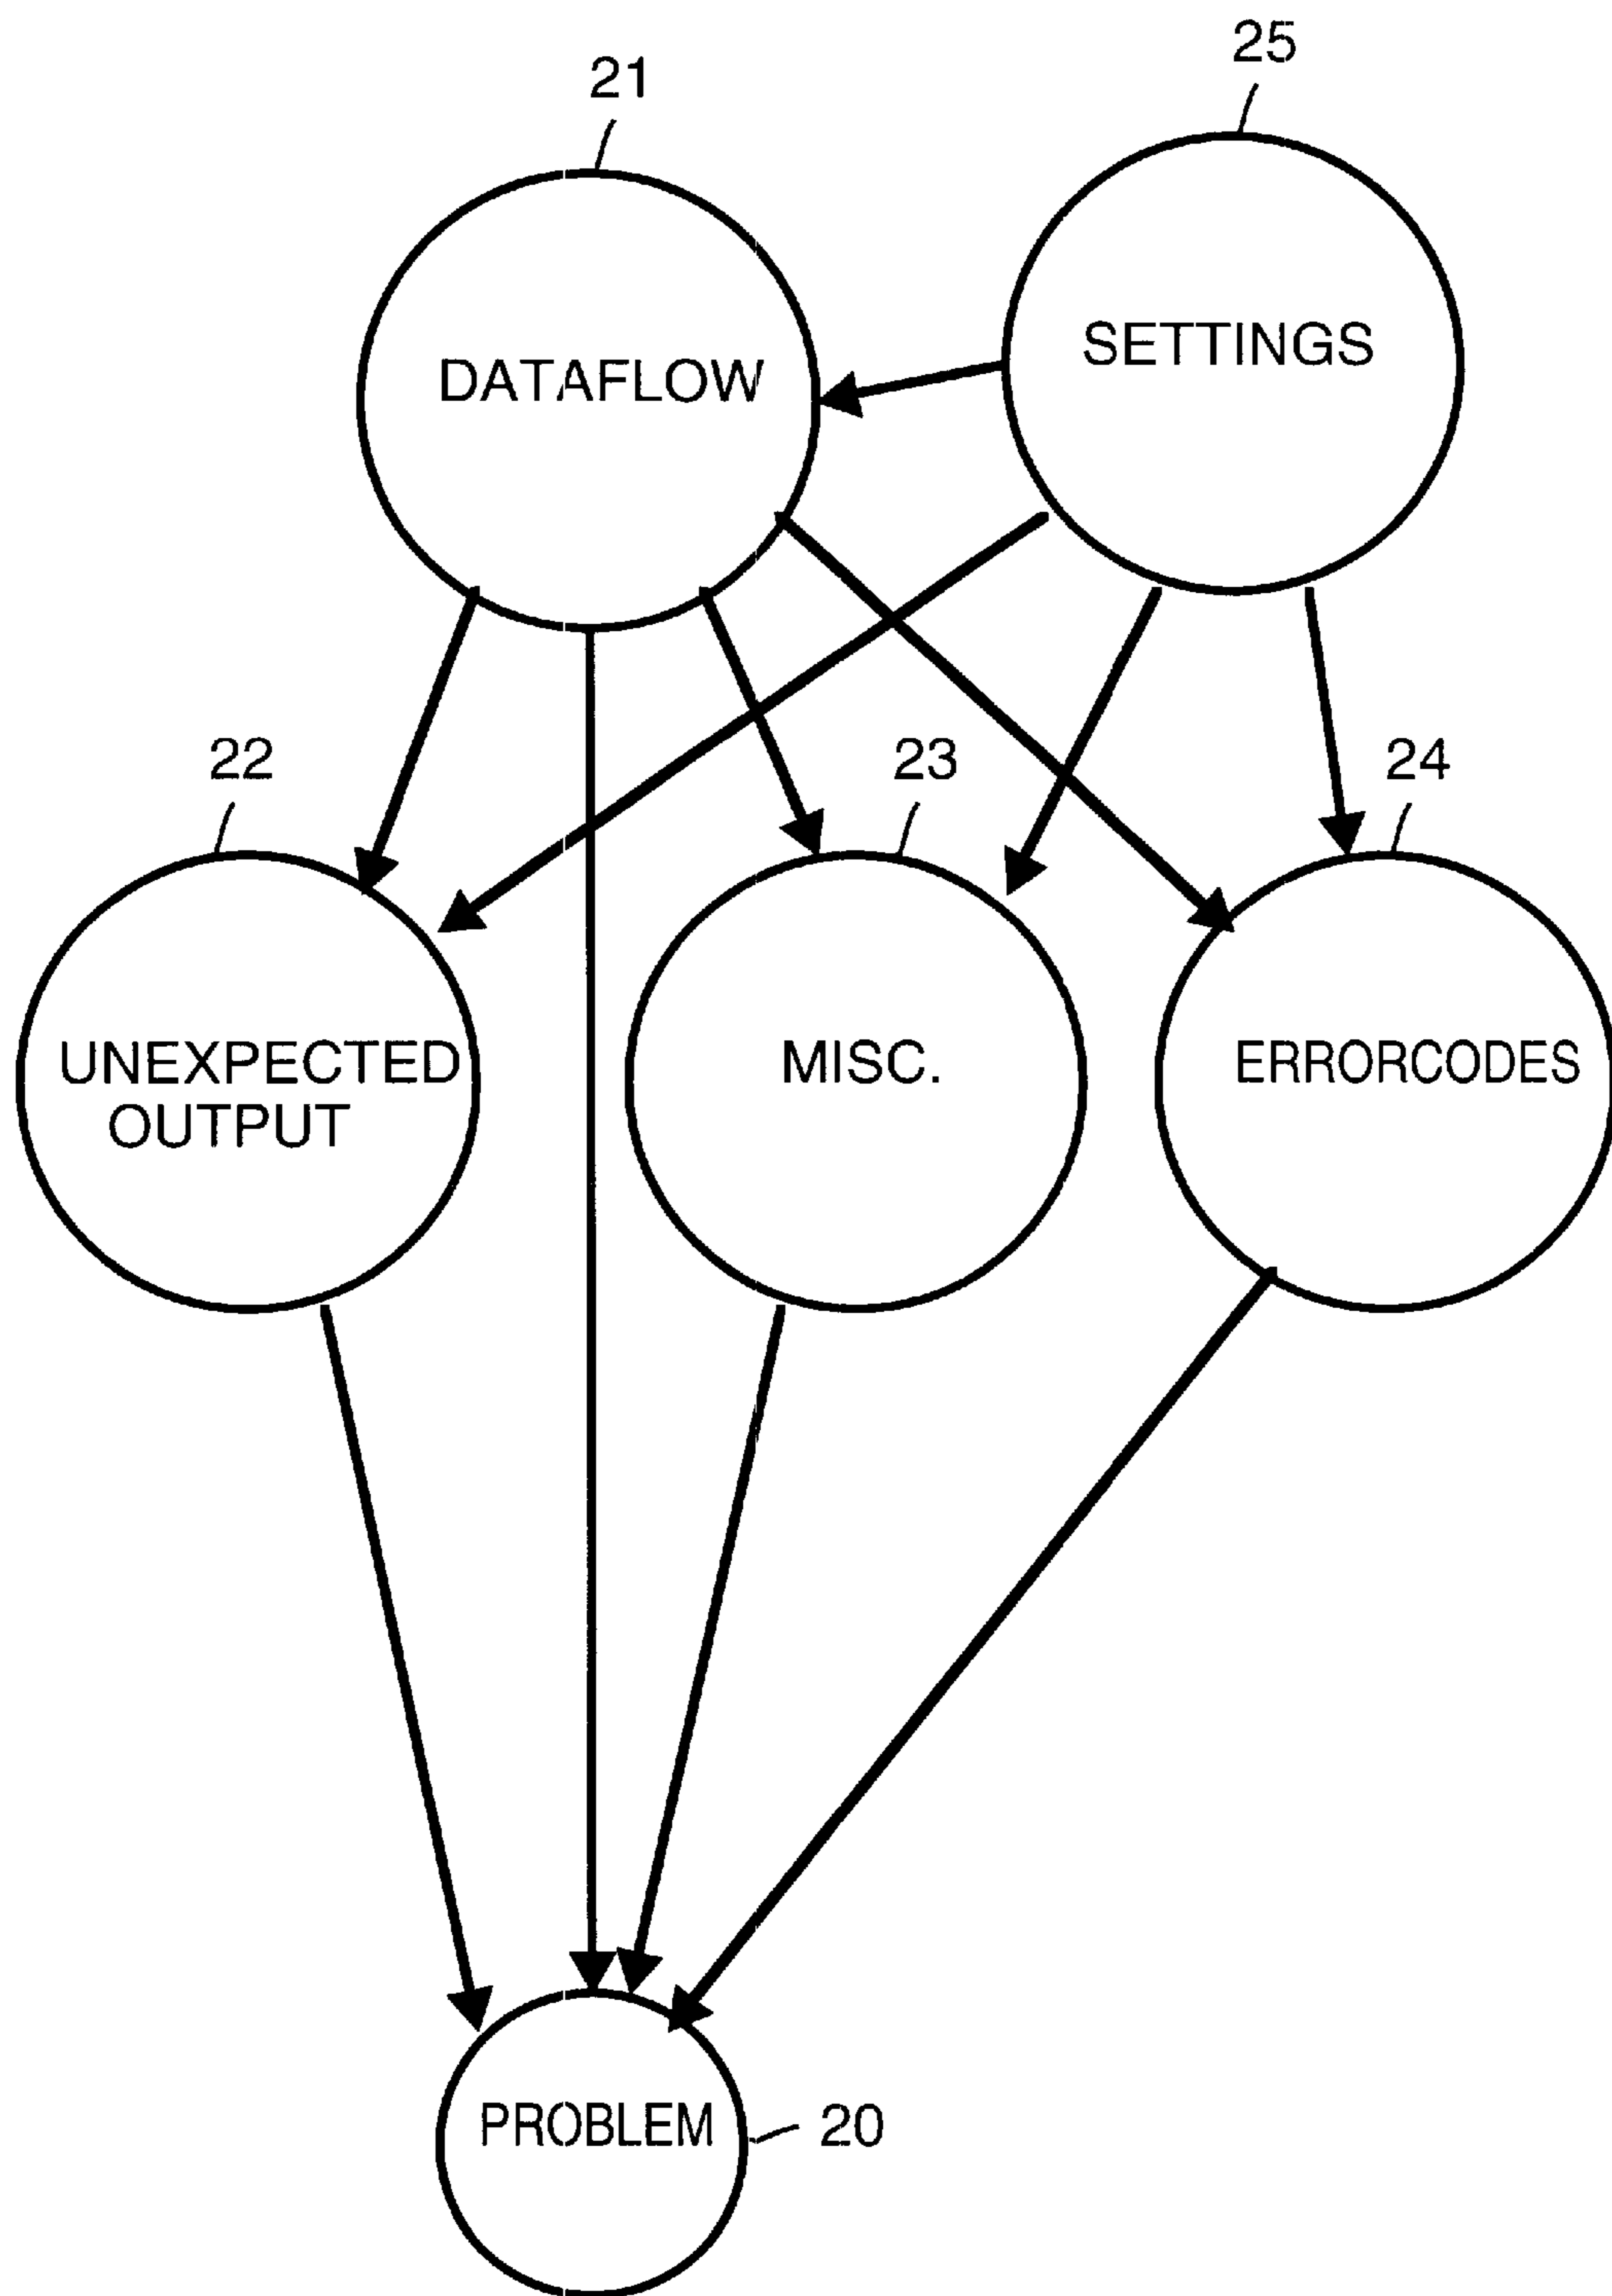 25
21
SETTINGS
DATAFLOW
22
23
24
UNEXPECTED
OUTPUT
MISC.
ERRORCODES
PROBLEM
20